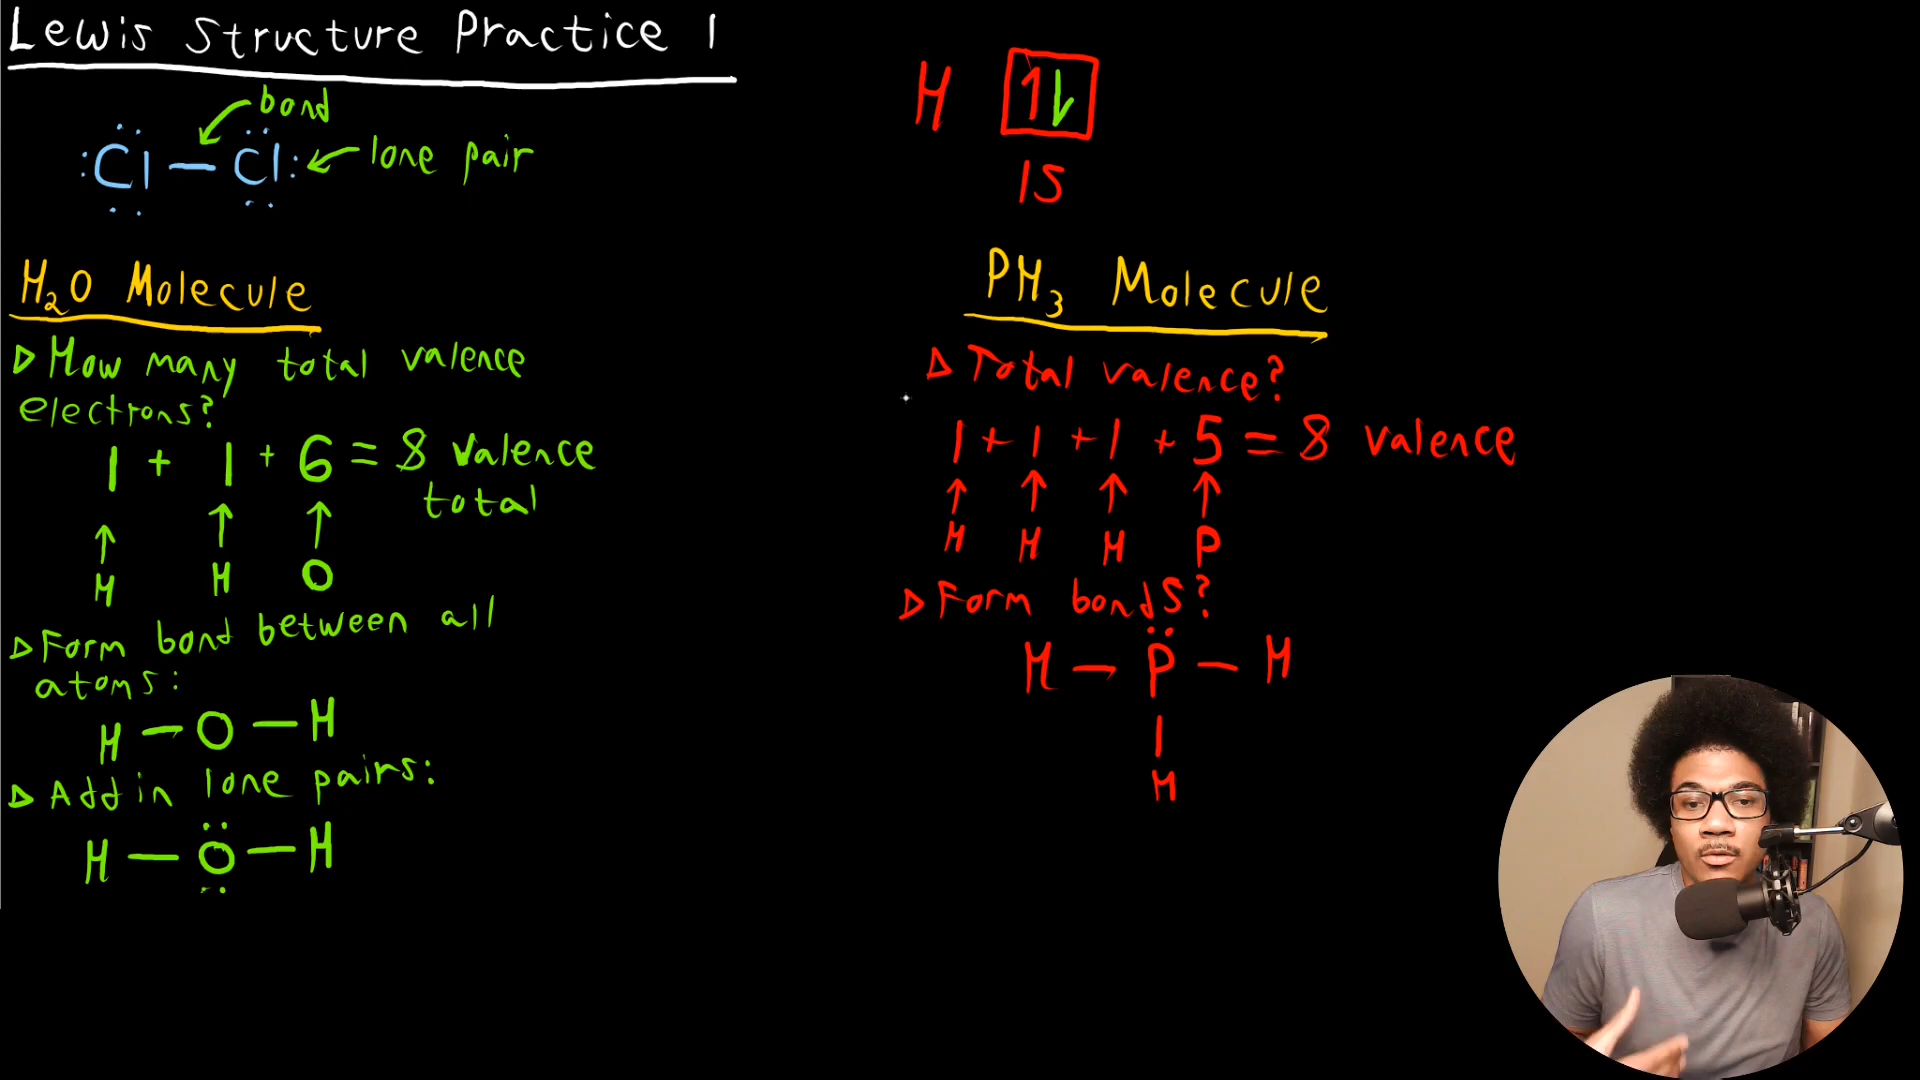 Lewis Structure Practice 1
bond
:Cl — Cl: lone pair
H2O Molecule
▷ How many total valence
electrons?
1 + 1 + 6 = 8 valence
total
↑ ↑ ↑
H H O
▷ Form bond between all
atoms:
H — O — H
▷ Add in lone pairs:
H — Ö — H
H 1↓
1S
PH3 Molecule
▷ Total valence?
1 + 1 + 1 + 5 = 8 valence
↑ ↑ ↑ ↑
H H H P
▷ Form bonds?
H — P̈ — H
|
H